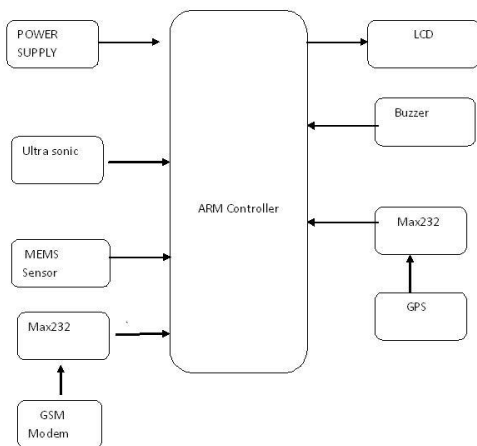 POWER
SUPPLY
LCD
Buzzer
Ultra sonic
ARM Controller
Max232
MEMS
Sensor
GPS
Max232
GSM
Modem